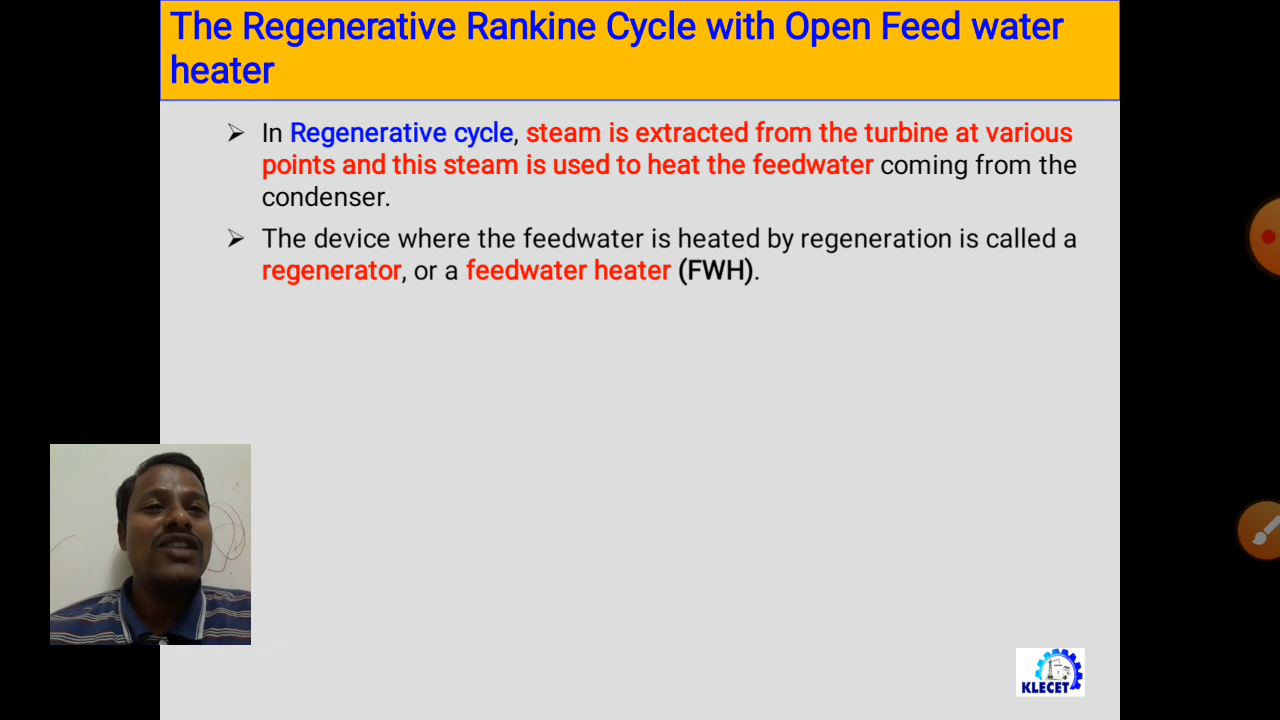 The Regenerative Rankine Cycle with Open Feed water
heater
➢ In Regenerative cycle, steam is extracted from the turbine at various
points and this steam is used to heat the feedwater coming from the
condenser.
➢ The device where the feedwater is heated by regeneration is called a
regenerator, or a feedwater heater (FWH).
KLECET